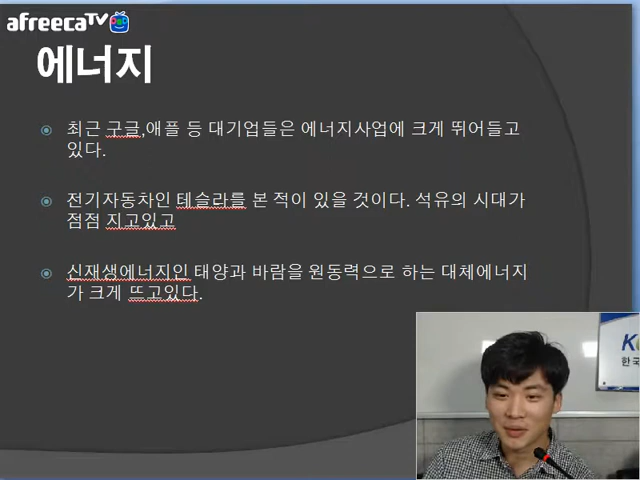 afreecaTV
에너지
최근 구글,애플 등 대기업들은 에너지사업에 크게 뛰어들고
있다.
전기자동차인 테슬라를 본 적이 있을 것이다. 석유의 시대가
점점 지고있고
신재생에너지인 태양과 바람을 원동력으로 하는 대체에너지
가 크게 뜨고있다.
한국